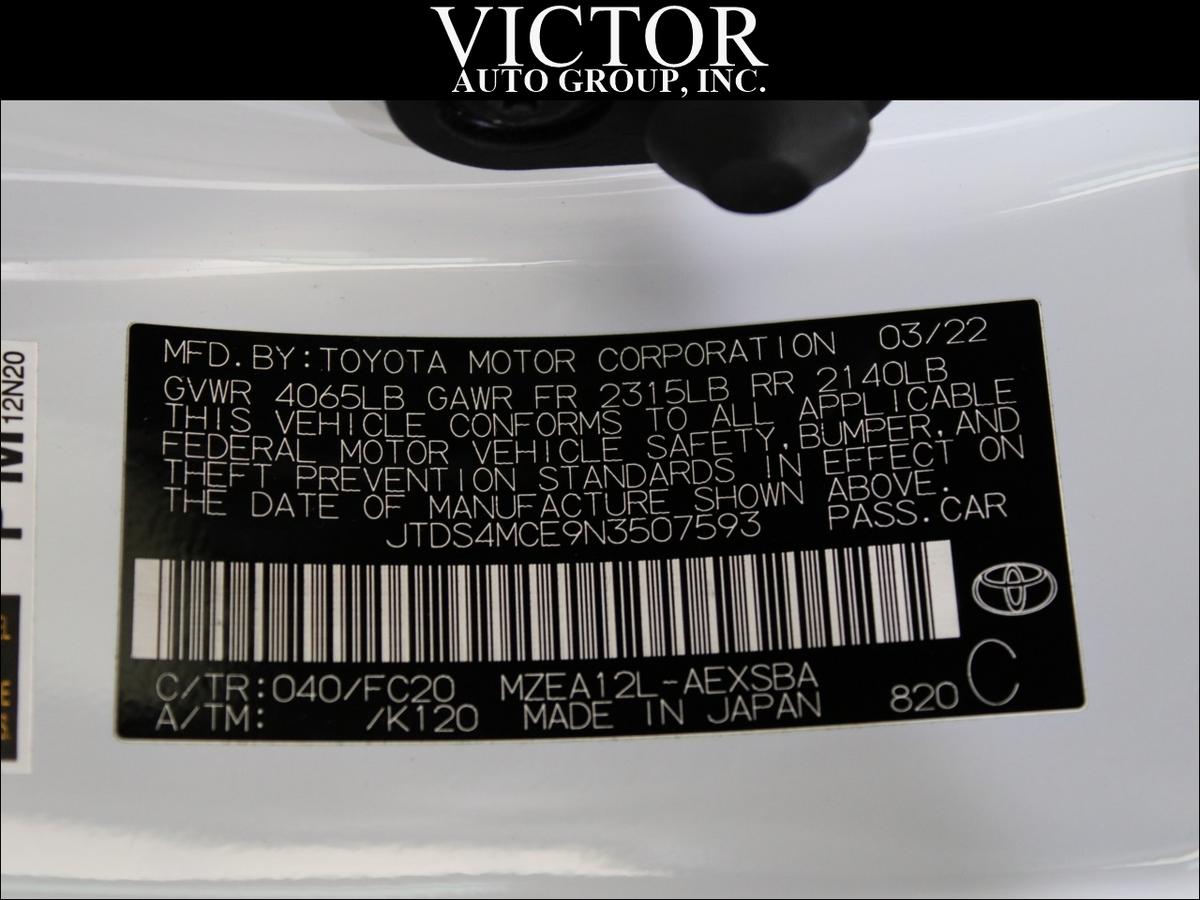 VICTOR
AUTO GROUP, INC.
MFD. BY: TOYOTA MOTOR CORPORATION 03/22
GVWR 4065LB GAWR FR 2315LB RR 2140LB
THIS VEHICLE CONFORMS TO ALL APPLICABLE
FEDERAL MOTOR VEHICLE SAFETY, BUMPER, AND
THEFT PREVENTION STANDARDS IN EFFECT ON
THE DATE OF MANUFACTURE SHOWN ABOVE.
JTDS4MCE9N3507593 PASS. CAR
C/TR: 040/FC20 MZEA12L-AEXSBA
A/TM: /K120 MADE IN JAPAN 820 C
12N20